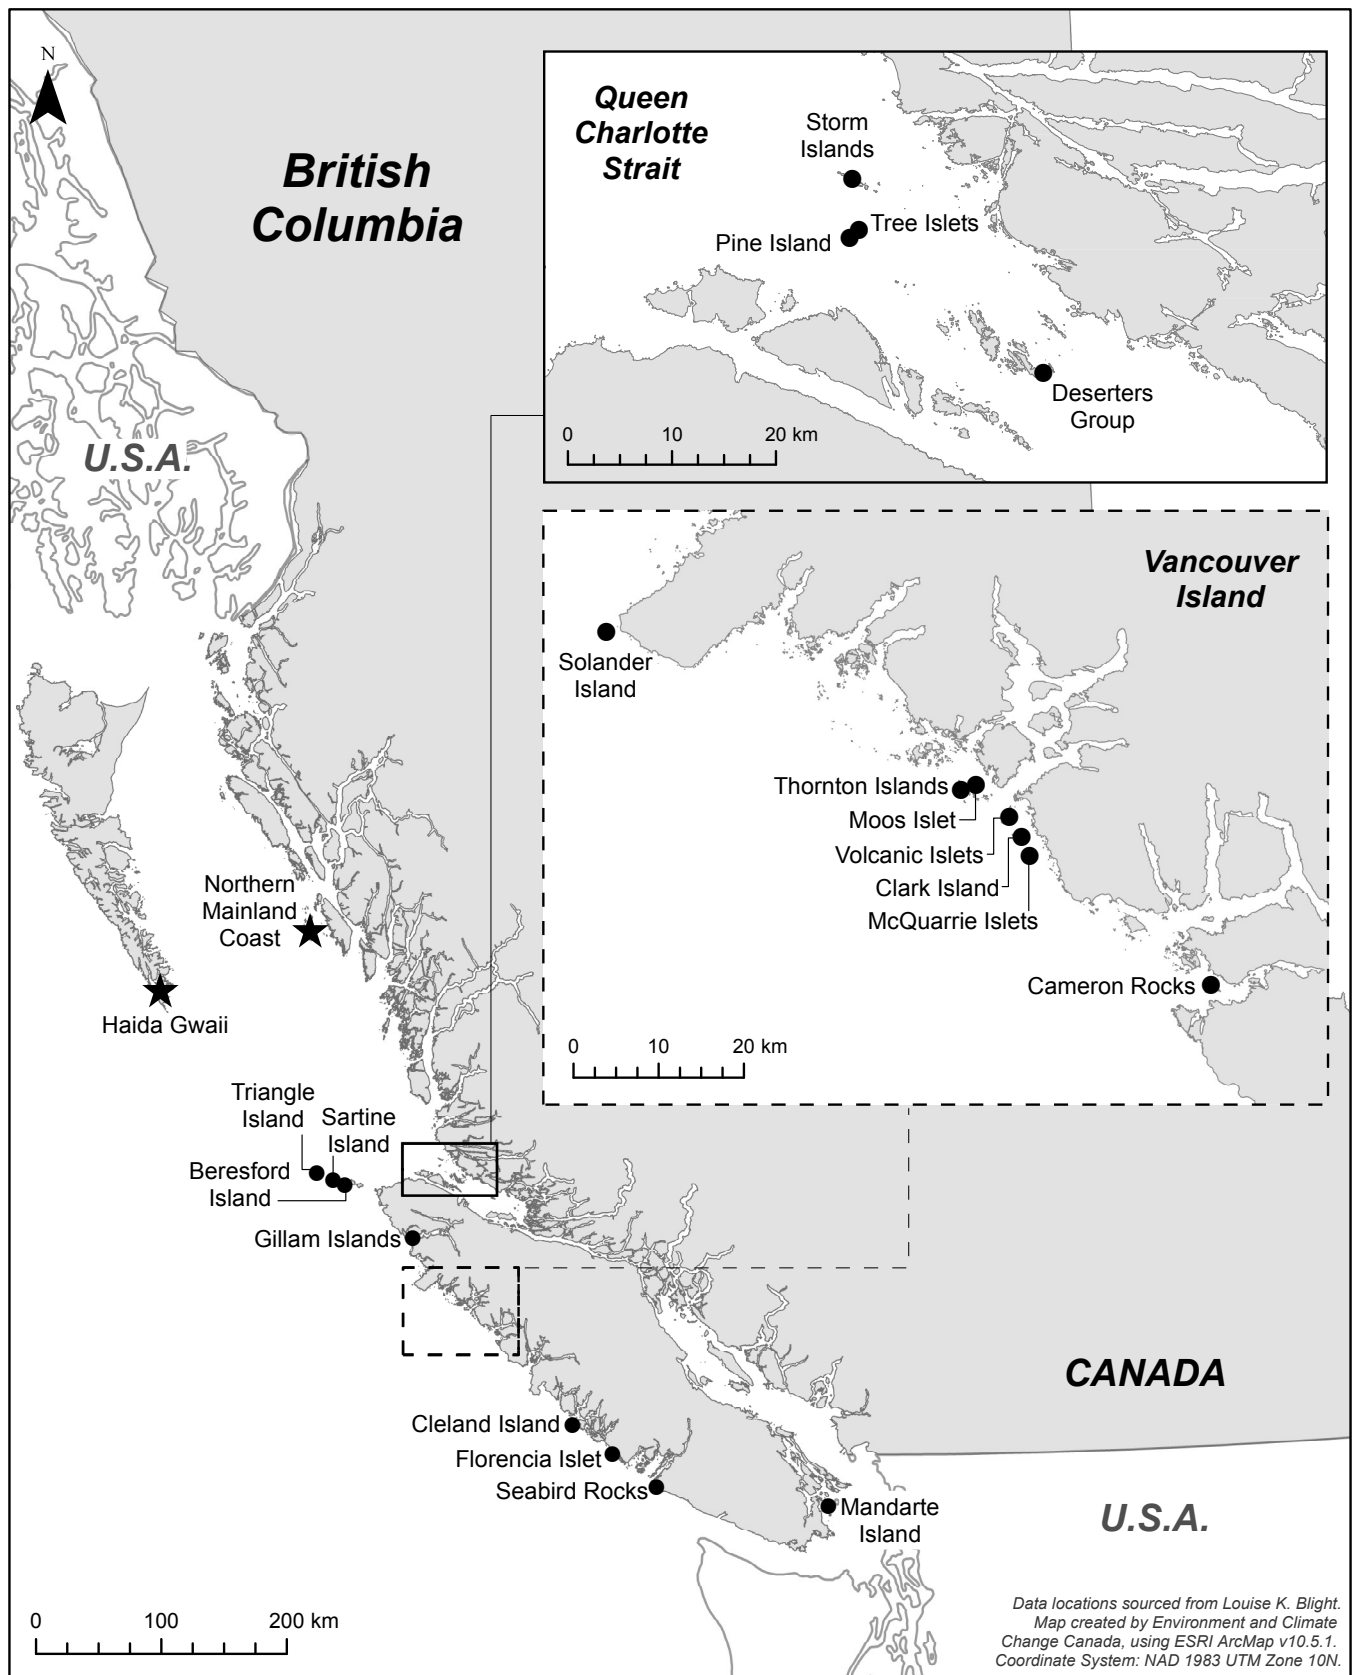 N
British
Columbia
U.S.A.
Queen
Charlotte
Strait
Storm
Islands
Tree Islets
Pine Island
Deserters
Group
0 10 20 km
Vancouver
Island
Solander
Island
Thornton Islands
Moos Islet
Volcanic Islets
Clark Island
McQuarrie Islets
Cameron Rocks
0 10 20 km
Northern
Mainland
Coast
Haida Gwaii
Triangle
Island
Sartine
Island
Beresford
Island
Gillam Islands
CANADA
Cleland Island
Florencia Islet
Seabird Rocks
Mandarte
Island
U.S.A.
0 100 200 km
Data locations sourced from Louise K. Blight.
Map created by Environment and Climate
Change Canada, using ESRI ArcMap v10.5.1.
Coordinate System: NAD 1983 UTM Zone 10N.